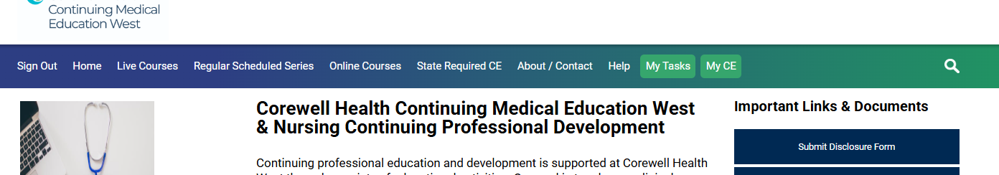 Continuing Medical
Education West
Sign Out Home Live Courses Regular Scheduled Series Online Courses State Required CE About / Contact Help My Tasks My CE
Corewell Health Continuing Medical Education West
& Nursing Continuing Professional Development
Continuing professional education and development is supported at Corewell Health
Important Links & Documents
Submit Disclosure Form